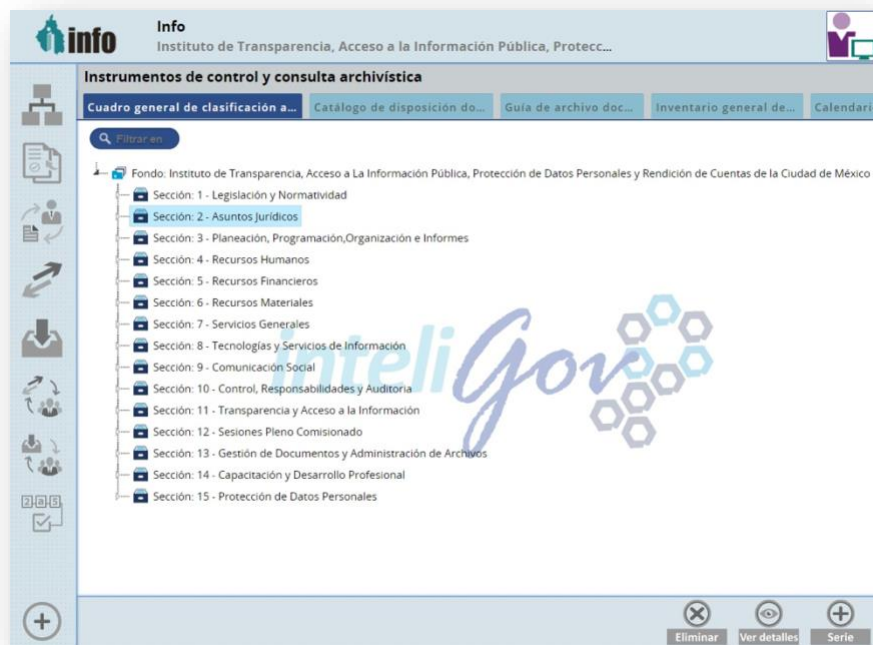 info
Info
Instituto de Transparencia, Acceso a la Información Pública, Protecc...
Instrumentos de control y consulta archivística
Cuadro general de clasificación a...
Catálogo de disposición do...
Guía de archivo doc...
Inventario general de...
Calendari
Filtrar en
Fondo: Instituto de Transparencia, Acceso a La Información Pública, Protección de Datos Personales y Rendición de Cuentas de la Ciudad de México
Sección: 1 - Legislación y Normatividad
Sección: 2 - Asuntos Jurídicos
Sección: 3 - Planeación, Programación,Organización e Informes
Sección: 4 - Recursos Humanos
Sección: 5 - Recursos Financieros
Sección: 6 - Recursos Materiales
Sección: 7 - Servicios Generales
Sección: 8 - Tecnologías y Servicios de Información
Sección: 9 - Comunicación Social
Sección: 10 - Control, Responsabilidades y Auditoria
Sección: 11 - Transparencia y Acceso a la Información
Sección: 12 - Sesiones Pleno Comisionado
Sección: 13 - Gestión de Documentos y Administración de Archivos
Sección: 14 - Capacitación y Desarrollo Profesional
Sección: 15 - Protección de Datos Personales
inteliGov
Eliminar
Ver detalles
Serie